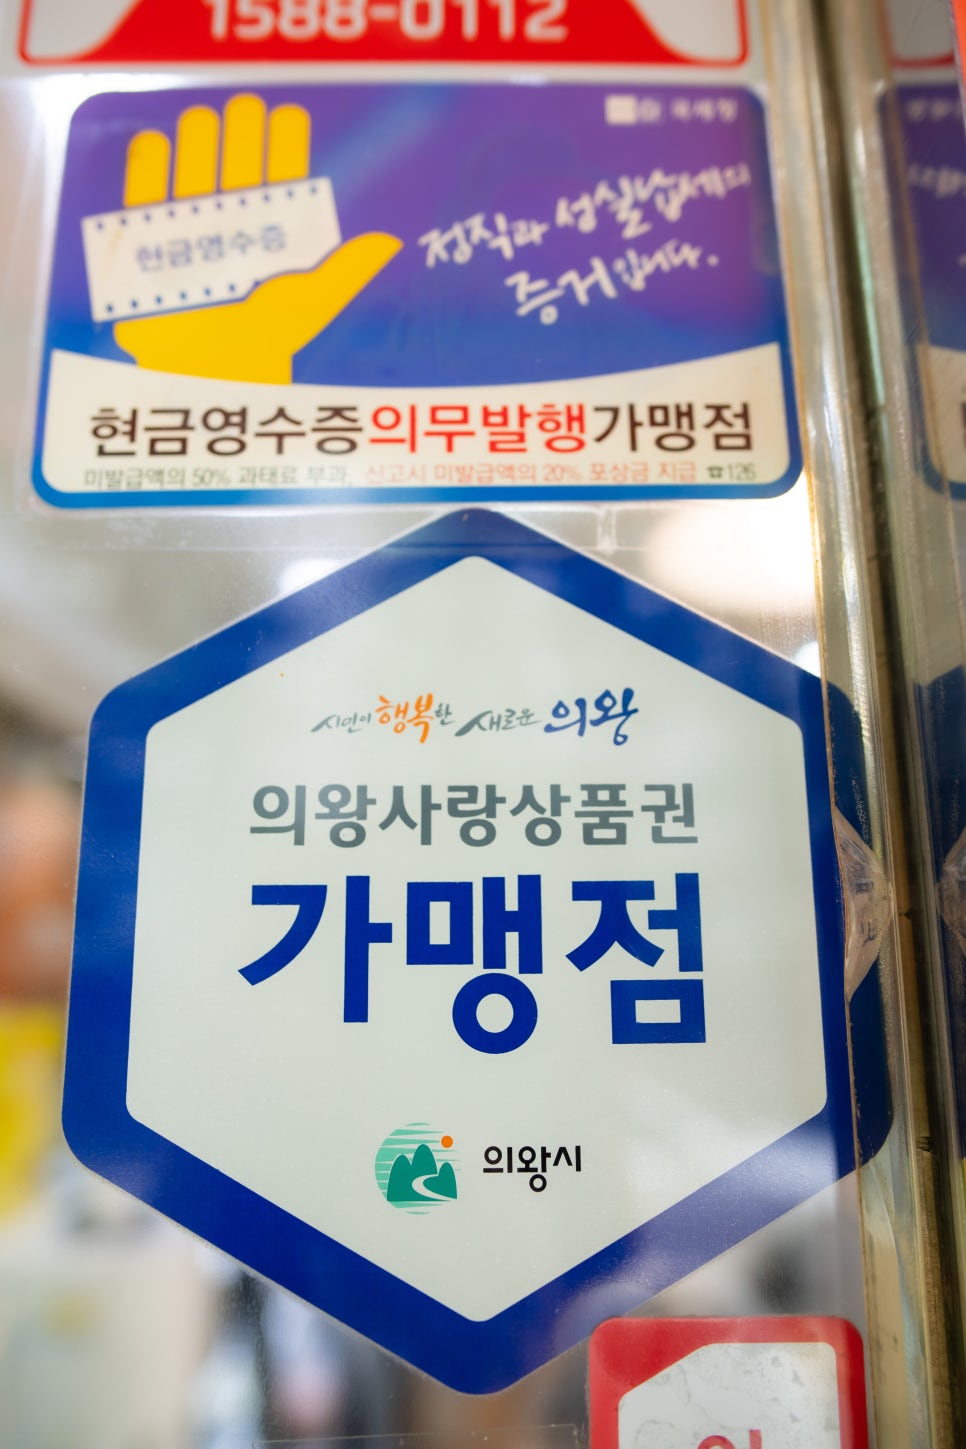 1588-0112
국세청
현금영수증
정직과 성실납세의
증거입니다.
현금영수증의무발행가맹점
미발급액의 50% 과태료 부과, 신고시 미발급액의 20% 포상금 지급 ☎126
시민이 행복한 새로운 의왕
의왕사랑상품권
가맹점
의왕시